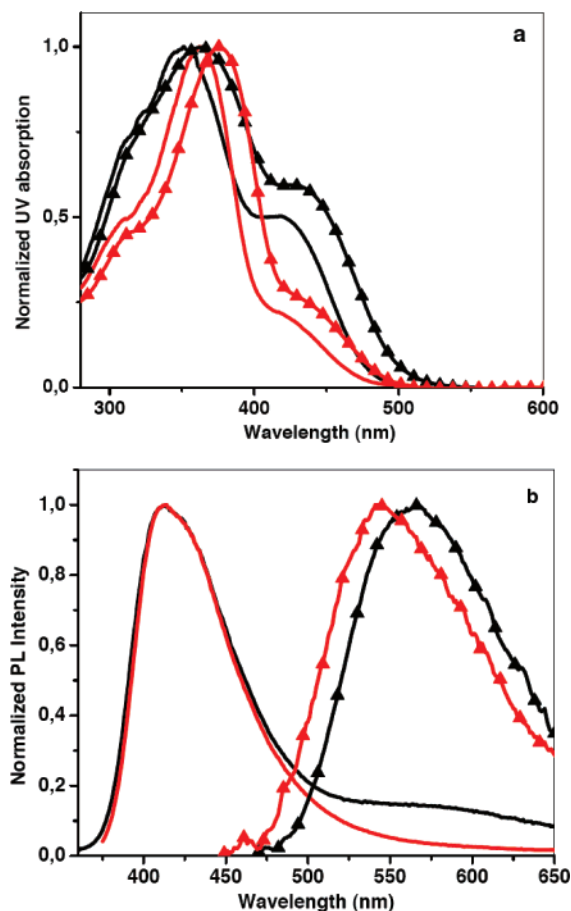 a
Normalized UV absorption
1,0
0,5
0,0
300 400 500 600
Wavelength (nm)
b
Normalized PL Intensity
1,0
0,8
0,6
0,4
0,2
0,0
400 450 500 550 600 650
Wavelength (nm)